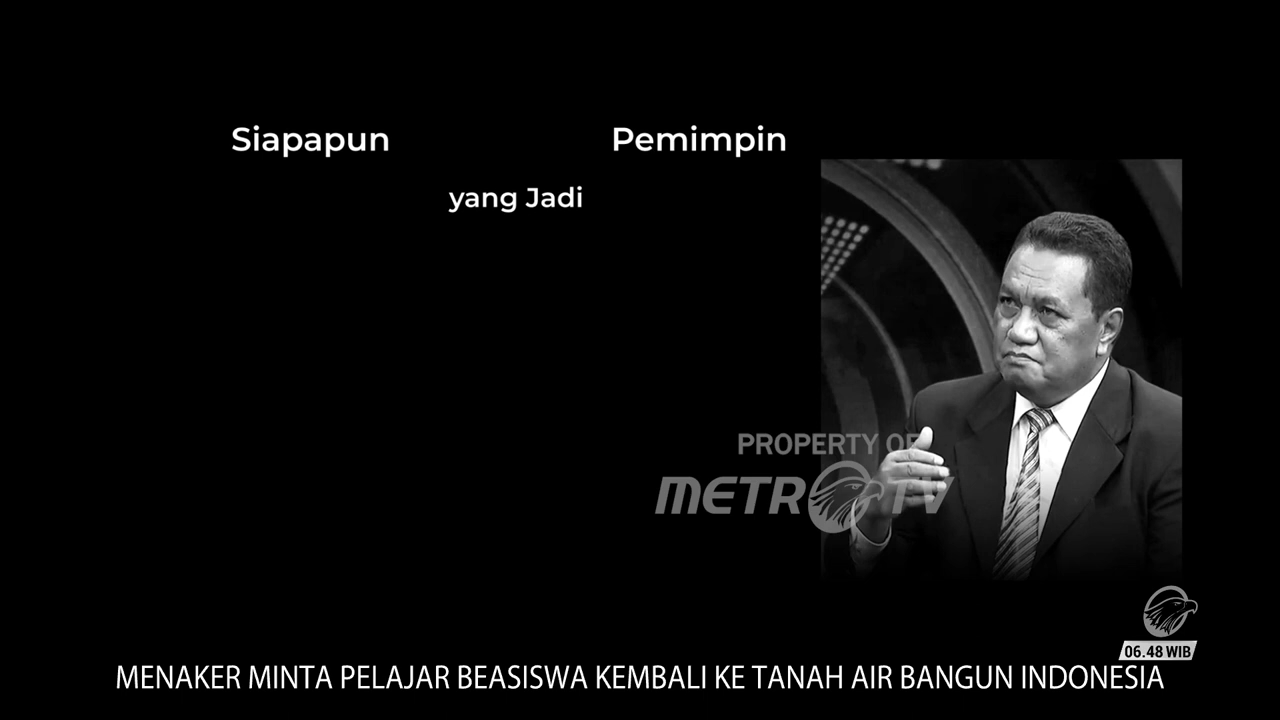 Siapapun
yang Jadi
Pemimpin
PROPERTY OF
METRO TV
06.48 WIB
MENAKER MINTA PELAJAR BEASISWA KEMBALI KE TANAH AIR BANGUN INDONESIA